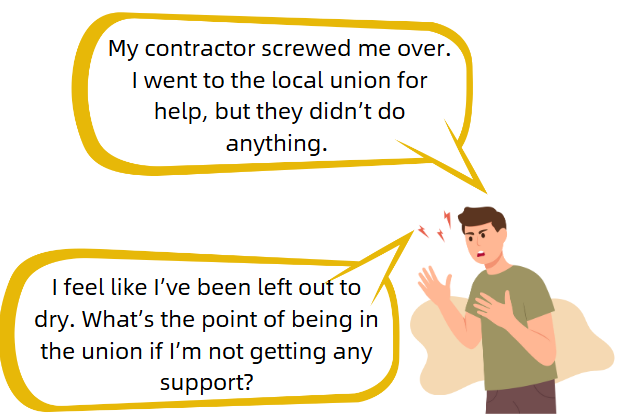 My contractor screwed me over.
I went to the local union for
help, but they didn’t do
anything.
I feel like I’ve been left out to
dry. What’s the point of being in
the union if I’m not getting any
support?